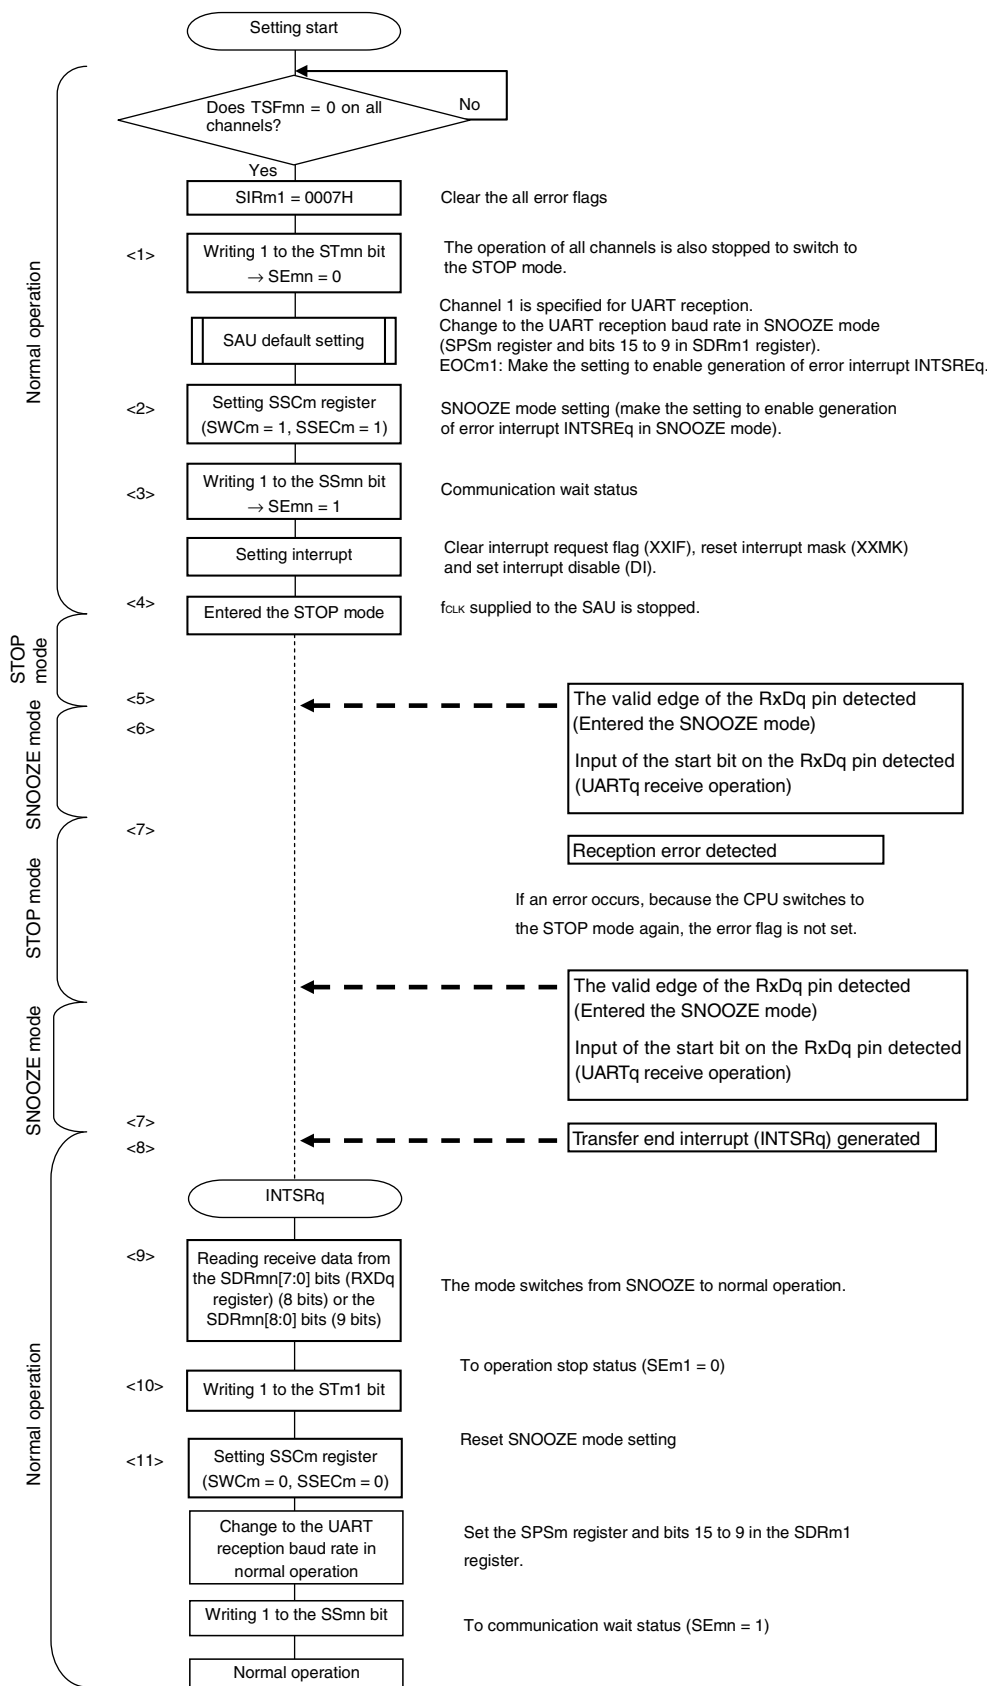 Setting start
Does TSFmn = 0 on all
channels?
No
Yes
SIRm1 = 0007H
Clear the all error flags
<1>
Writing 1 to the STmn bit
→ SEmn = 0
The operation of all channels is also stopped to switch to
the STOP mode.
SAU default setting
Channel 1 is specified for UART reception.
Change to the UART reception baud rate in SNOOZE mode
(SPSm register and bits 15 to 9 in SDRm1 register).
EOCm1: Make the setting to enable generation of error interrupt INTSREq.
Normal operation
<2>
Setting SSCm register
(SWCm = 1, SSECm = 1)
SNOOZE mode setting (make the setting to enable generation
of error interrupt INTSREq in SNOOZE mode).
<3>
Writing 1 to the SSmn bit
→ SEmn = 1
Communication wait status
Setting interrupt
Clear interrupt request flag (XXIF), reset interrupt mask (XXMK)
and set interrupt disable (DI).
<4>
Entered the STOP mode
fCLK supplied to the SAU is stopped.
STOP
mode
<5>
The valid edge of the RxDq pin detected
(Entered the SNOOZE mode)
SNOOZE mode
<6>
Input of the start bit on the RxDq pin detected
(UARTq receive operation)
<7>
Reception error detected
STOP mode
If an error occurs, because the CPU switches to
the STOP mode again, the error flag is not set.
The valid edge of the RxDq pin detected
(Entered the SNOOZE mode)
SNOOZE mode
Input of the start bit on the RxDq pin detected
(UARTq receive operation)
<7>
Transfer end interrupt (INTSRq) generated
<8>
INTSRq
<9>
Reading receive data from
the SDRmn[7:0] bits (RXDq
register) (8 bits) or the
SDRmn[8:0] bits (9 bits)
The mode switches from SNOOZE to normal operation.
Normal operation
To operation stop status (SEm1 = 0)
<10>
Writing 1 to the STm1 bit
Reset SNOOZE mode setting
<11>
Setting SSCm register
(SWCm = 0, SSECm = 0)
Change to the UART
reception baud rate in
normal operation
Set the SPSm register and bits 15 to 9 in the SDRm1
register.
Writing 1 to the SSmn bit
To communication wait status (SEmn = 1)
Normal operation